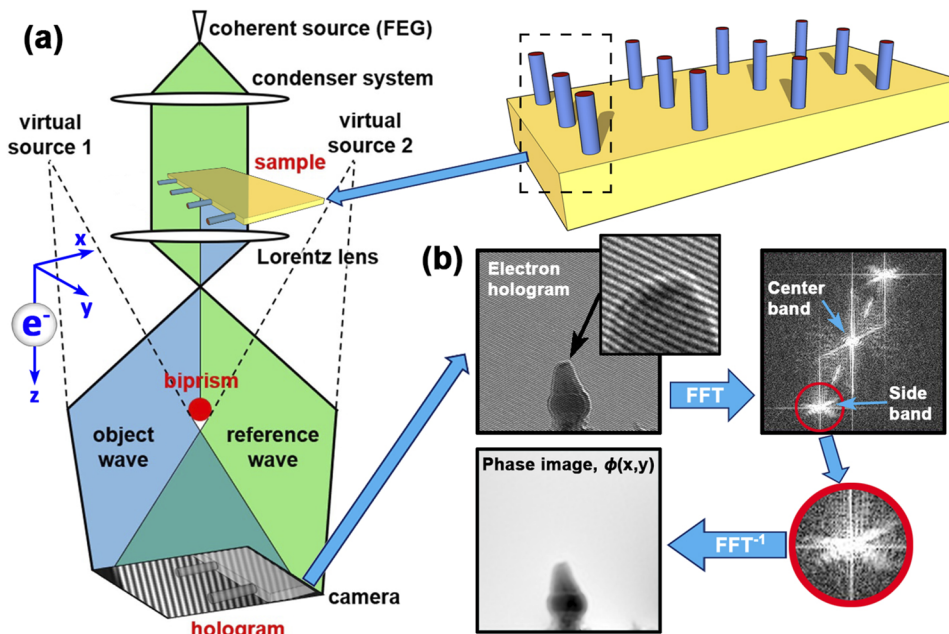 (a)
coherent source (FEG)
condenser system
virtual
source 1
virtual
source 2
sample
Lorentz lens
x
y
e-
z
biprism
object
wave
reference
wave
camera
hologram
(b)
Electron
hologram
FFT
Center
band
Side
band
Phase image, ϕ(x,y)
FFT-1